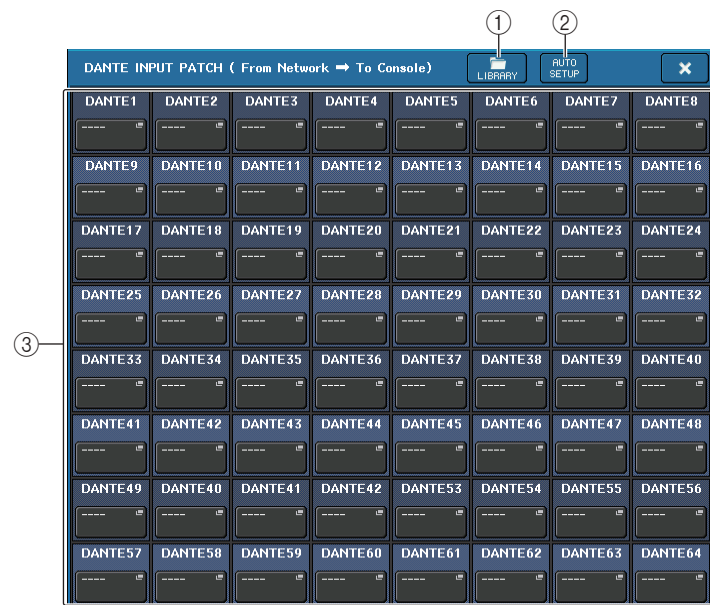 1 2
DANTE INPUT PATCH ( From Network ➡ To Console) LIBRARY AUTO SETUP ×
DANTE1 DANTE2 DANTE3 DANTE4 DANTE5 DANTE6 DANTE7 DANTE8
---- ---- ---- ---- ---- ---- ---- ----
DANTE9 DANTE10 DANTE11 DANTE12 DANTE13 DANTE14 DANTE15 DANTE16
---- ---- ---- ---- ---- ---- ---- ----
DANTE17 DANTE18 DANTE19 DANTE20 DANTE21 DANTE22 DANTE23 DANTE24
---- ---- ---- ---- ---- ---- ---- ----
DANTE25 DANTE26 DANTE27 DANTE28 DANTE29 DANTE30 DANTE31 DANTE32
---- ---- ---- ---- ---- ---- ---- ----
3
DANTE33 DANTE34 DANTE35 DANTE36 DANTE37 DANTE38 DANTE39 DANTE40
---- ---- ---- ---- ---- ---- ---- ----
DANTE41 DANTE42 DANTE43 DANTE44 DANTE45 DANTE46 DANTE47 DANTE48
---- ---- ---- ---- ---- ---- ---- ----
DANTE49 DANTE40 DANTE41 DANTE42 DANTE53 DANTE54 DANTE55 DANTE56
---- ---- ---- ---- ---- ---- ---- ----
DANTE57 DANTE58 DANTE59 DANTE60 DANTE61 DANTE62 DANTE63 DANTE64
---- ---- ---- ---- ---- ---- ---- ----